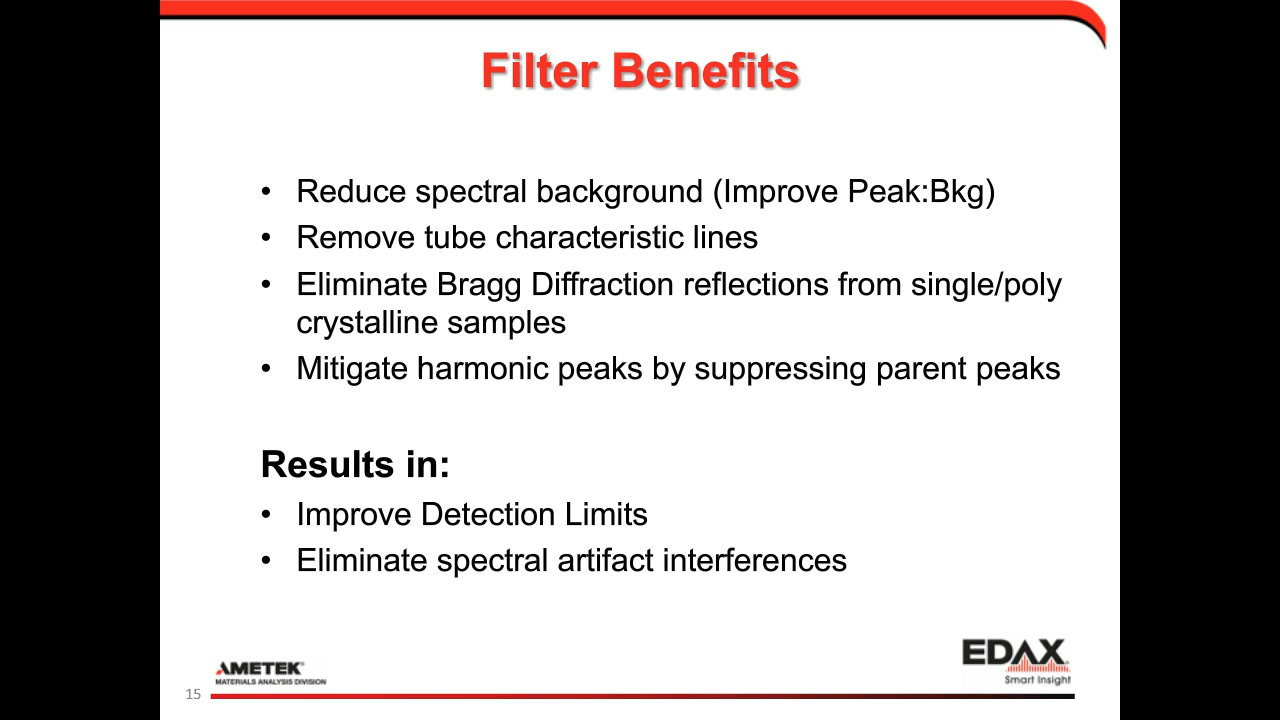 Filter Benefits
• Reduce spectral background (Improve Peak:Bkg)
• Remove tube characteristic lines
• Eliminate Bragg Diffraction reflections from single/poly
crystalline samples
• Mitigate harmonic peaks by suppressing parent peaks
Results in:
• Improve Detection Limits
• Eliminate spectral artifact interferences
AMETEK®
MATERIALS ANALYSIS DIVISION
EDAX
Smart Insight
15